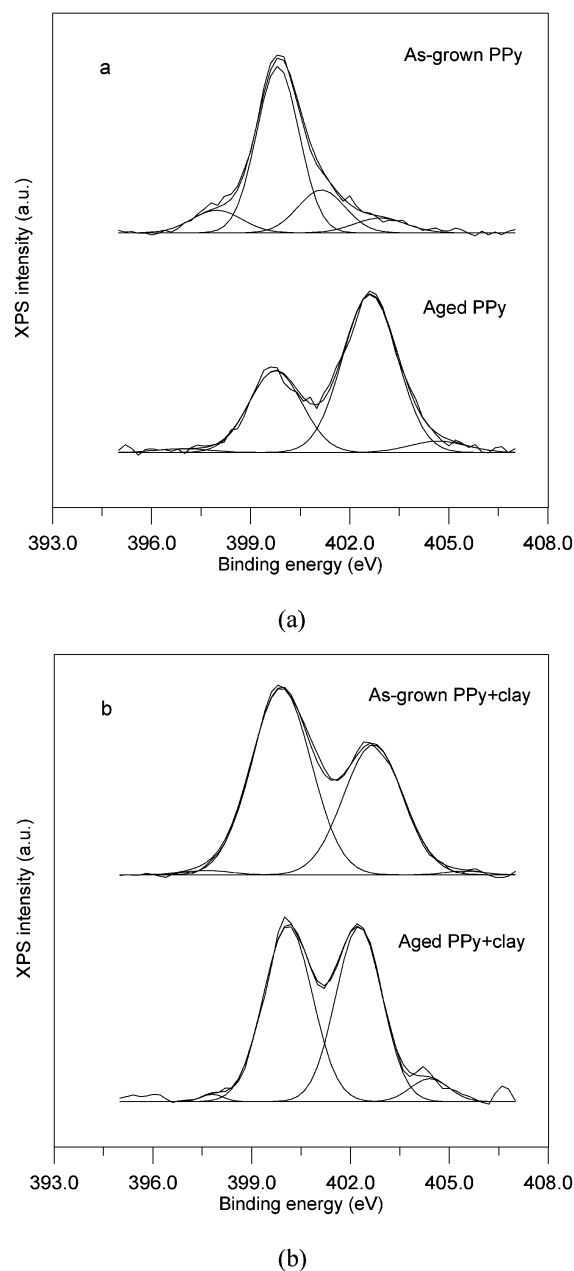 a
As-grown PPy
XPS intensity (a.u.)
Aged PPy
393.0 396.0 399.0 402.0 405.0 408.0
Binding energy (eV)
(a)
b
As-grown PPy+clay
XPS intensity (a.u.)
Aged PPy+clay
393.0 396.0 399.0 402.0 405.0 408.0
Binding energy (eV)
(b)